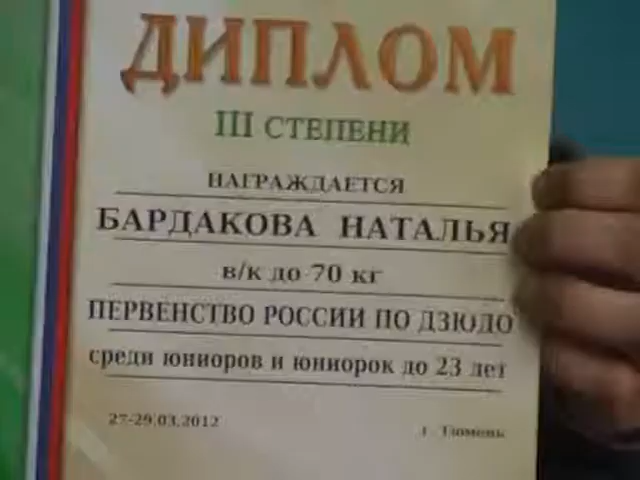 ДИПЛОМ
III СТЕПЕНИ
НАГРАЖДАЕТСЯ
БАРДАКОВА НАТАЛЬЯ
в/к до 70 кг
ПЕРВЕНСТВО РОССИИ ПО ДЗЮДО
среди юниоров и юниорок до 23 лет
27-29.03.2012
г. Тюмень